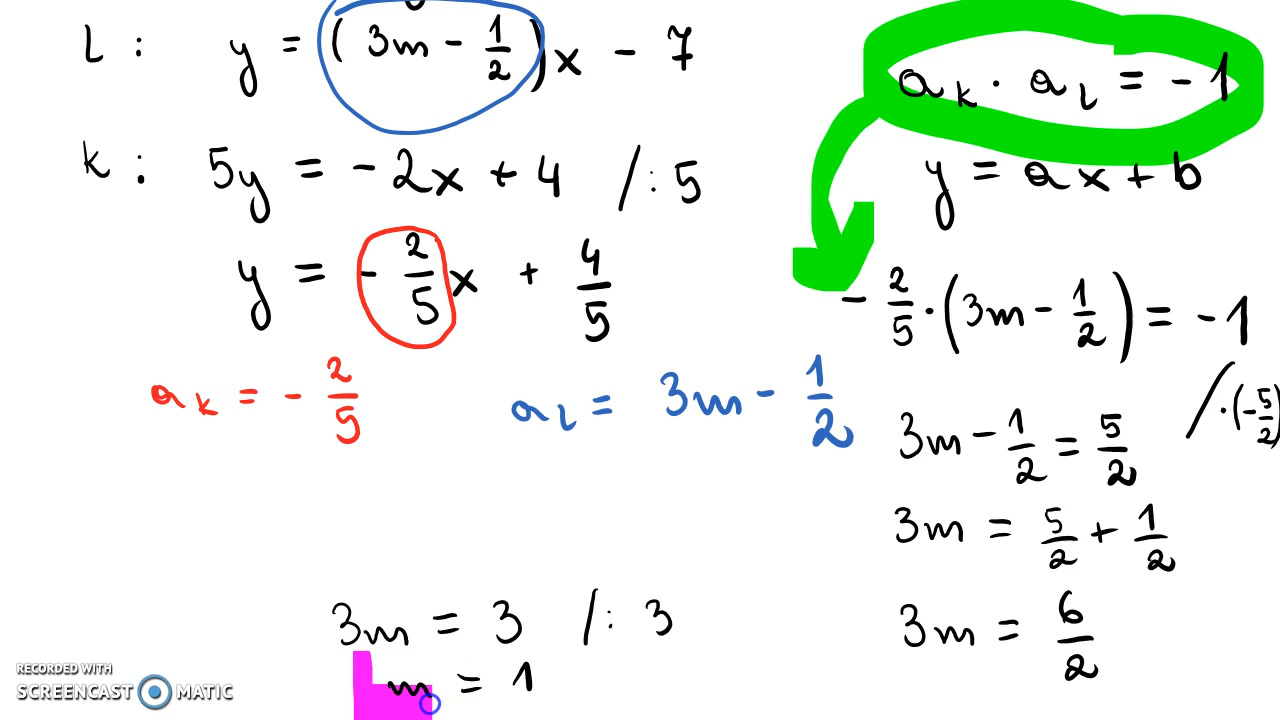 l : y = (3m - 1/2)x - 7
k : 5y = -2x + 4 /: 5
y = - 2/5 x + 4/5
a_k = - 2/5
a_l = 3m - 1/2
a_k · a_l = -1
y = ax + b
- 2/5 · (3m - 1/2) = -1
/ · (- 5/2)
3m - 1/2 = 5/2
3m = 5/2 + 1/2
3m = 6/2
3m = 3 /: 3
m = 1
RECORDED WITH
SCREENCAST MATIC